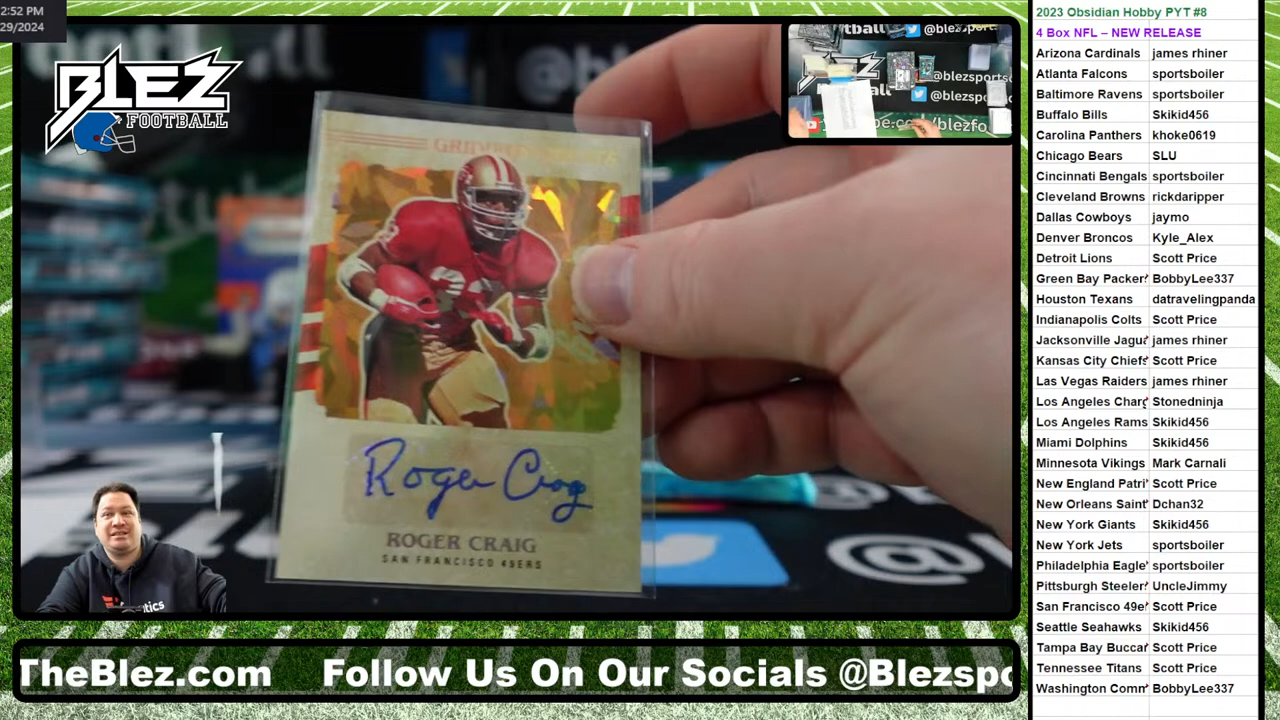 2:52 PM
29/2024
BLEZ
FOOTBALL
GRIDIRON
Roger Craig
ROGER CRAIG
SAN FRANCISCO 49ERS
@blezsports
@blezsports
TheBlez.com Follow Us On Our Socials @Blezspo
2023 Obsidian Hobby PYT #8
4 Box NFL – NEW RELEASE
Arizona Cardinals james rhiner
Atlanta Falcons sportsboiler
Baltimore Ravens sportsboiler
Buffalo Bills Skikid456
Carolina Panthers khoke0619
Chicago Bears SLU
Cincinnati Bengals sportsboiler
Cleveland Browns rickdaripper
Dallas Cowboys jaymo
Denver Broncos Kyle_Alex
Detroit Lions Scott Price
Green Bay Packer BobbyLee337
Houston Texans datravelingpanda
Indianapolis Colts Scott Price
Jacksonville Jagua james rhiner
Kansas City Chiefs Scott Price
Las Vegas Raiders james rhiner
Los Angeles Charg Stonedninja
Los Angeles Rams Skikid456
Miami Dolphins Skikid456
Minnesota Vikings Mark Carnali
New England Patri Scott Price
New Orleans Saint Dchan32
New York Giants Skikid456
New York Jets sportsboiler
Philadelphia Eagle sportsboiler
Pittsburgh Steeler UncleJimmy
San Francisco 49e Scott Price
Seattle Seahawks Skikid456
Tampa Bay Buccan Scott Price
Tennessee Titans Scott Price
Washington Comm BobbyLee337